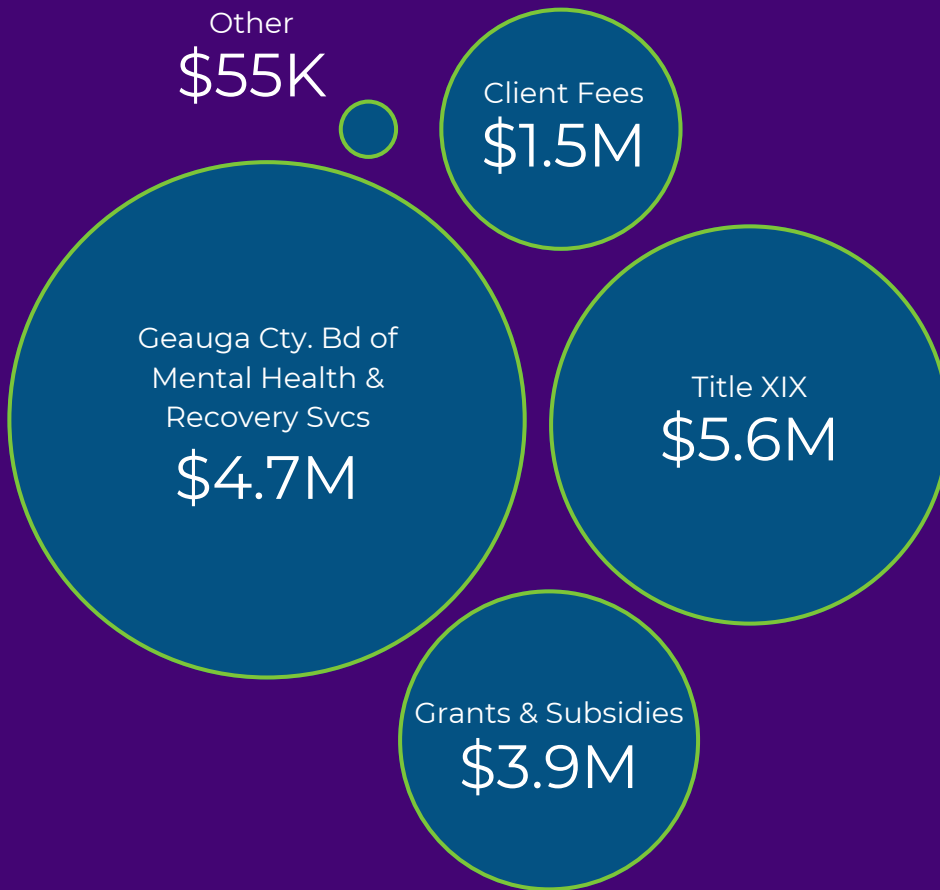 Other
$55K
Client Fees
$1.5M
Geauga Cty. Bd of
Mental Health &
Recovery Svcs
$4.7M
Title XIX
$5.6M
Grants & Subsidies
$3.9M